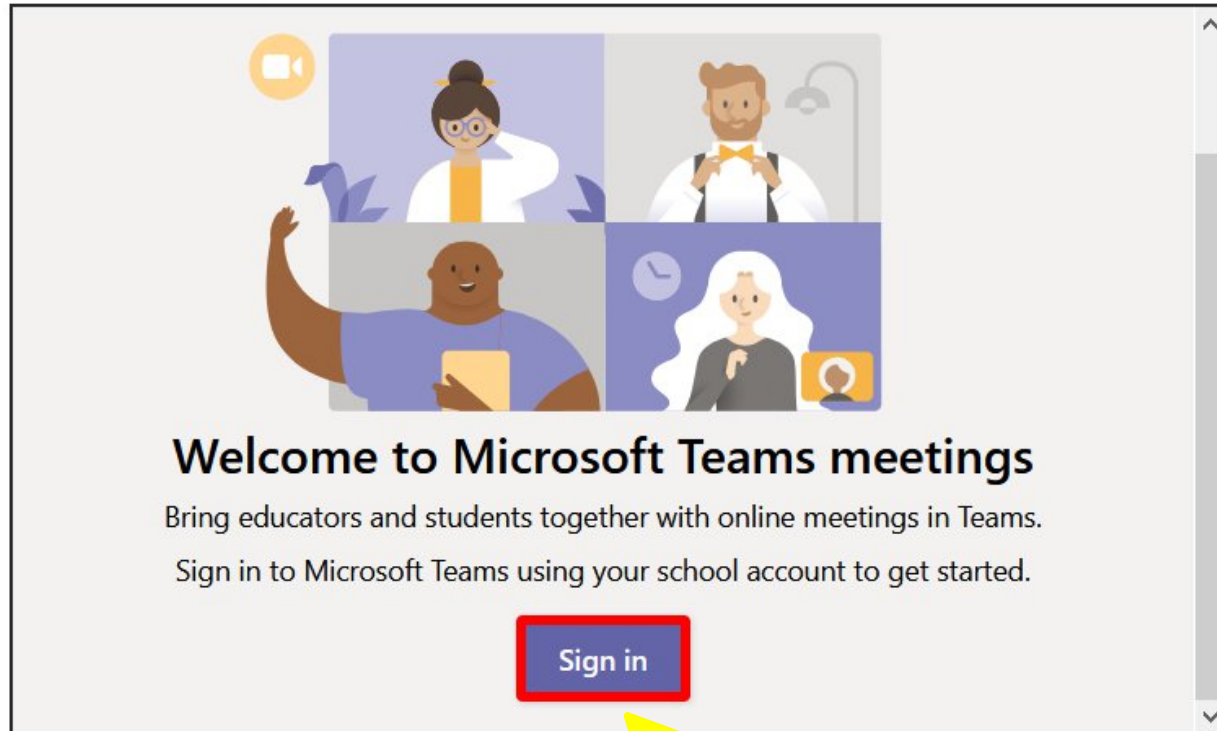 Welcome to Microsoft Teams meetings
Bring educators and students together with online meetings in Teams.
Sign in to Microsoft Teams using your school account to get started.
Sign in